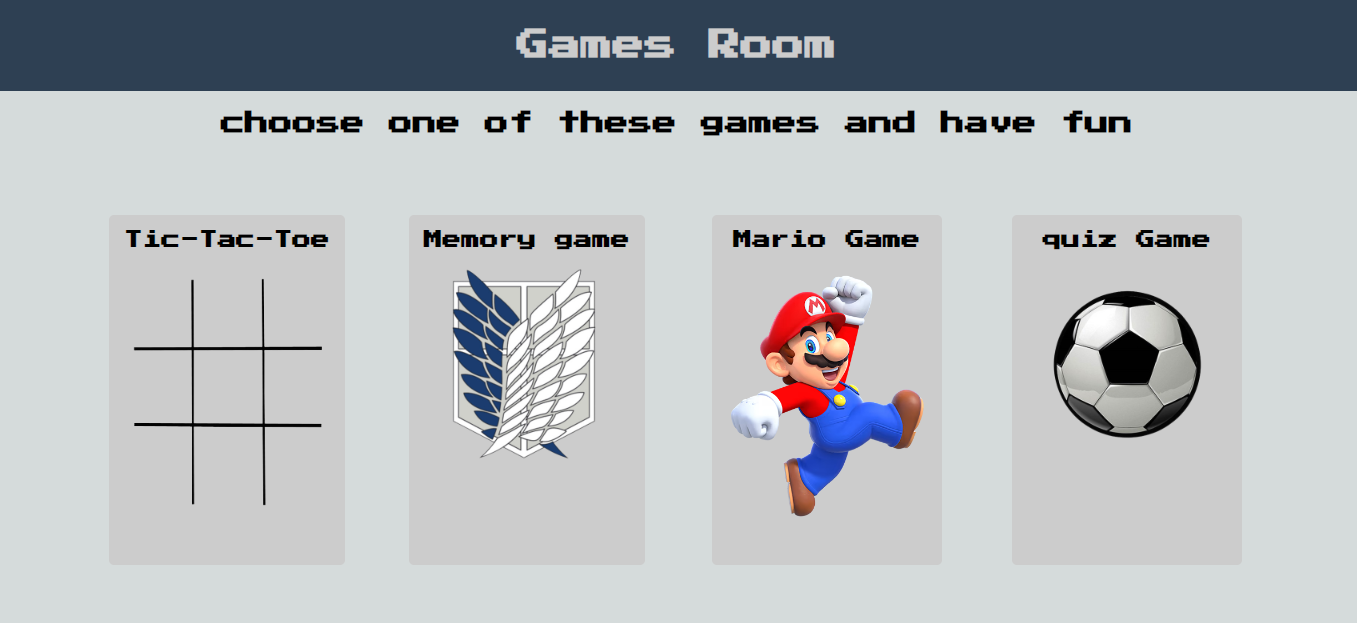 Games Room
choose one of these games and have fun
Tic-Tac-Toe
Memory game
Mario Game
quiz Game
M